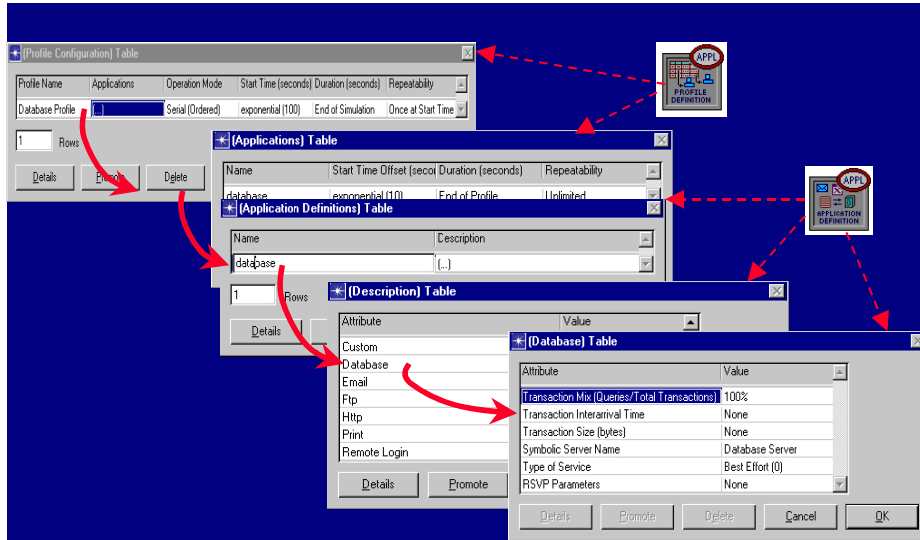 (Profile Configuration) Table
Profile Name Applications Operation Mode Start Time (seconds) Duration (seconds) Repeatability
Database Profile (...) Serial (Ordered) exponential (100) End of Simulation Once at Start Time
1 Rows
Details Promote Delete
APPL
PROFILE
DEFINITION
(Applications) Table
Name Start Time Offset (secon Duration (seconds) Repeatability
database exponential (10) End of Profile Unlimited
APPL
APPLICATION
DEFINITION
(Application Definitions) Table
Name Description
database (...)
1 Rows
Details
(Description) Table
Attribute Value
Custom
Database
Email
Ftp
Http
Print
Remote Login
Details Promote
(Database) Table
Attribute Value
Transaction Mix (Queries/Total Transactions) 100%
Transaction Interarrival Time None
Transaction Size (bytes) None
Symbolic Server Name Database Server
Type of Service Best Effort (0)
RSVP Parameters None
Details Promote Delete Cancel OK